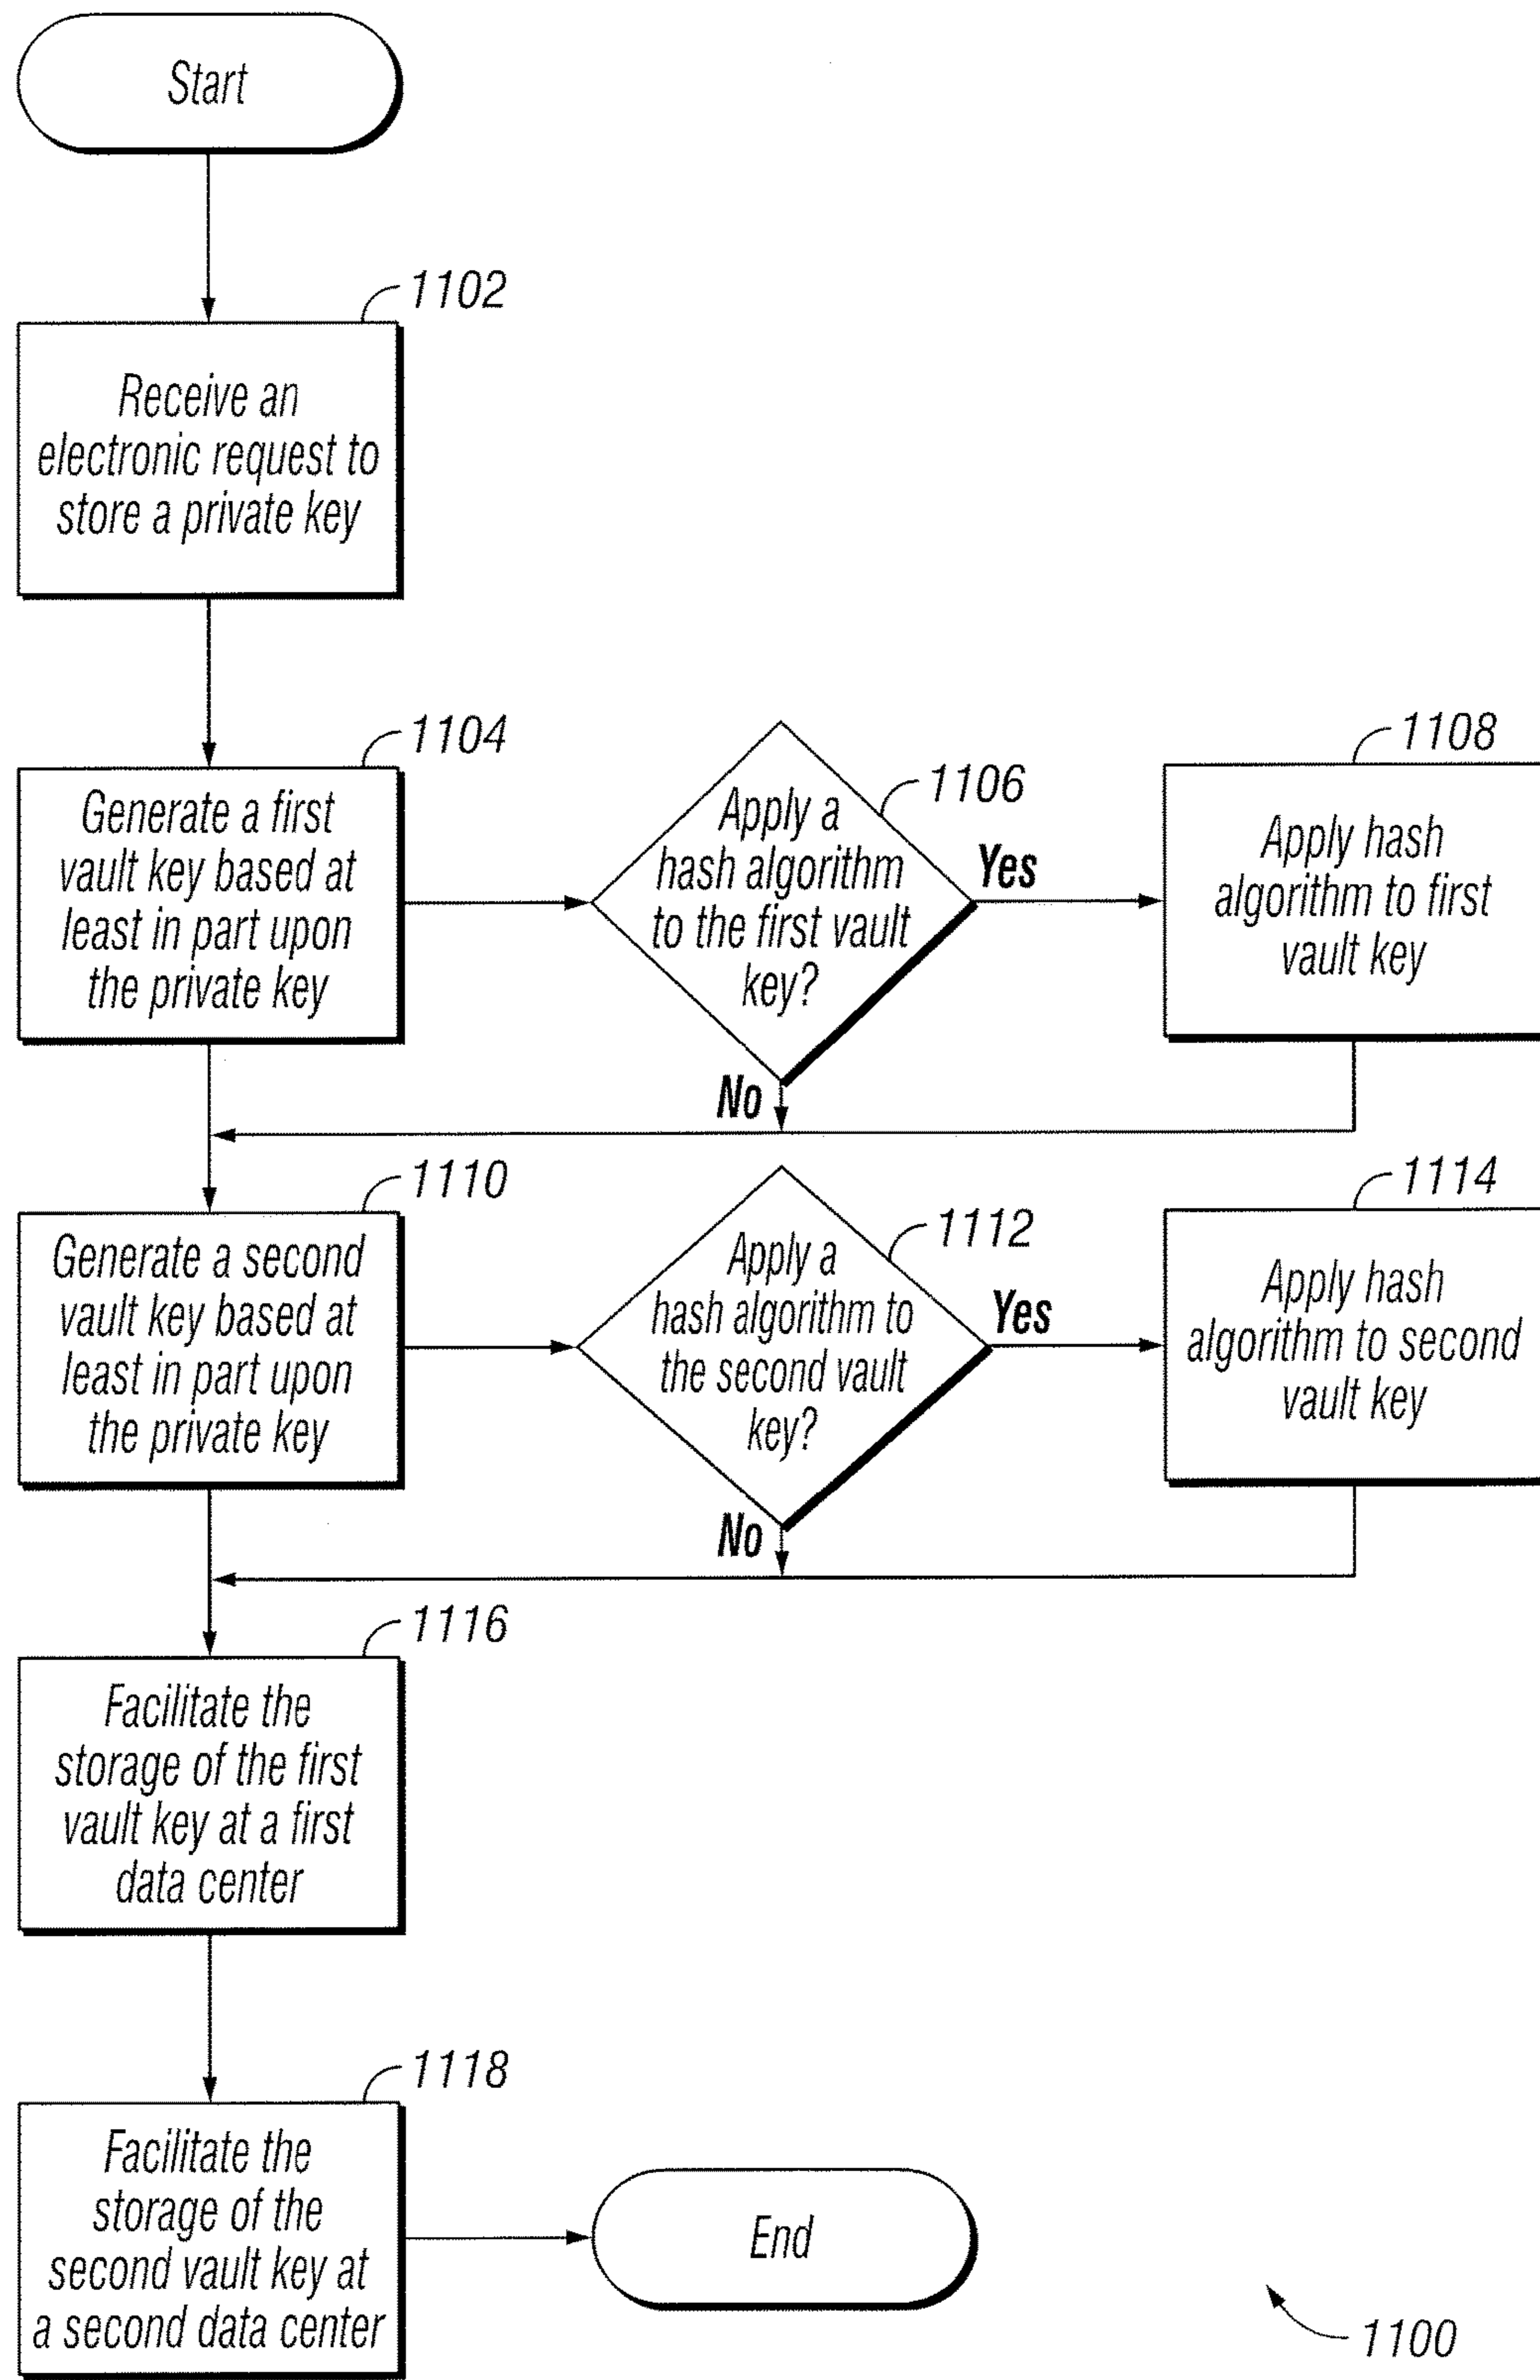 Start
1102
Receive an
electronic request to
store a private key
1104
Generate a first
vault key based at
least in part upon
the private key
1106
Apply a
hash algorithm
to the first vault
key?
Yes
No
1108
Apply hash
algorithm to first
vault key
1110
Generate a second
vault key based at
least in part upon
the private key
1112
Apply a
hash algorithm to
the second vault
key?
Yes
No
1114
Apply hash
algorithm to second
vault key
1116
Facilitate the
storage of the first
vault key at a first
data center
1118
Facilitate the
storage of the
second vault key at
a second data center
End
1100